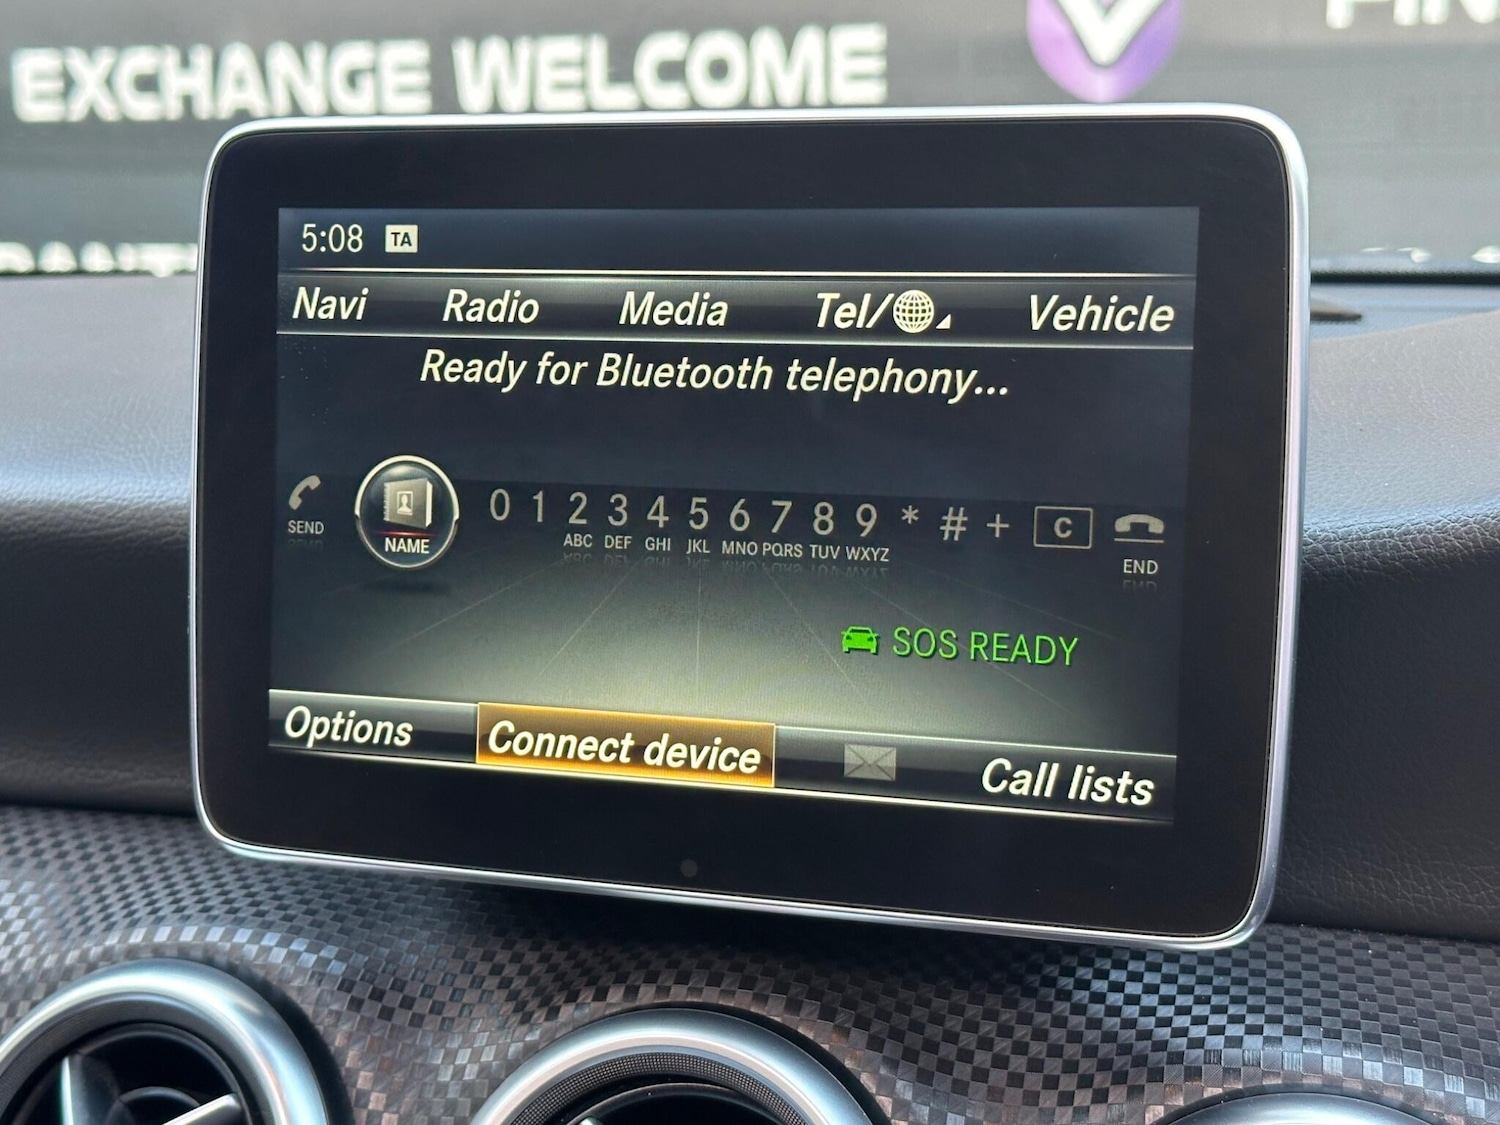 EXCHANGE WELCOME
5:08 TA
Navi Radio Media Tel/ Vehicle
Ready for Bluetooth telephony...
0 1 2 3 4 5 6 7 8 9 * # + C
ABC DEF GHI JKL MNO PQRS TUV WXYZ
SEND NAME END
SOS READY
Options Connect device Call lists